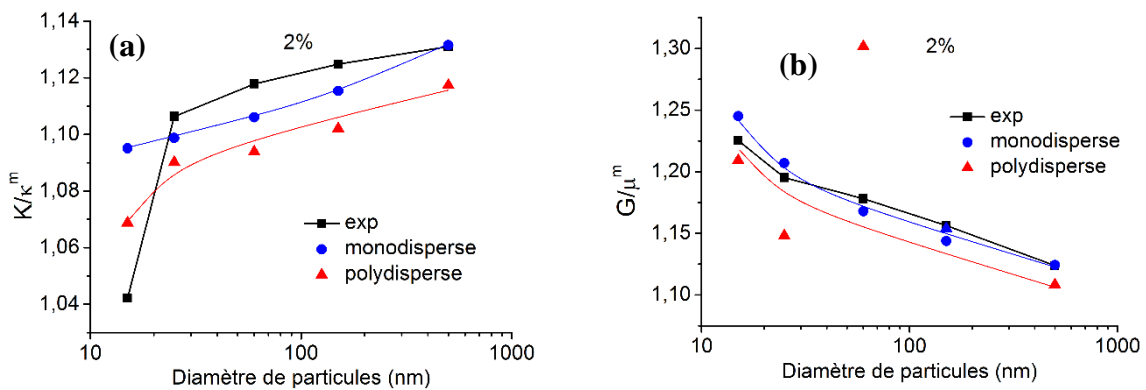 (a)
2%
K/κᵐ
1,14
1,12
1,10
1,08
1,06
1,04
exp
monodisperse
polydisperse
10
100
1000
Diamètre de particules (nm)
(b)
2%
G/μᵐ
1,30
1,25
1,20
1,15
1,10
exp
monodisperse
polydisperse
10
100
1000
Diamètre de particules (nm)